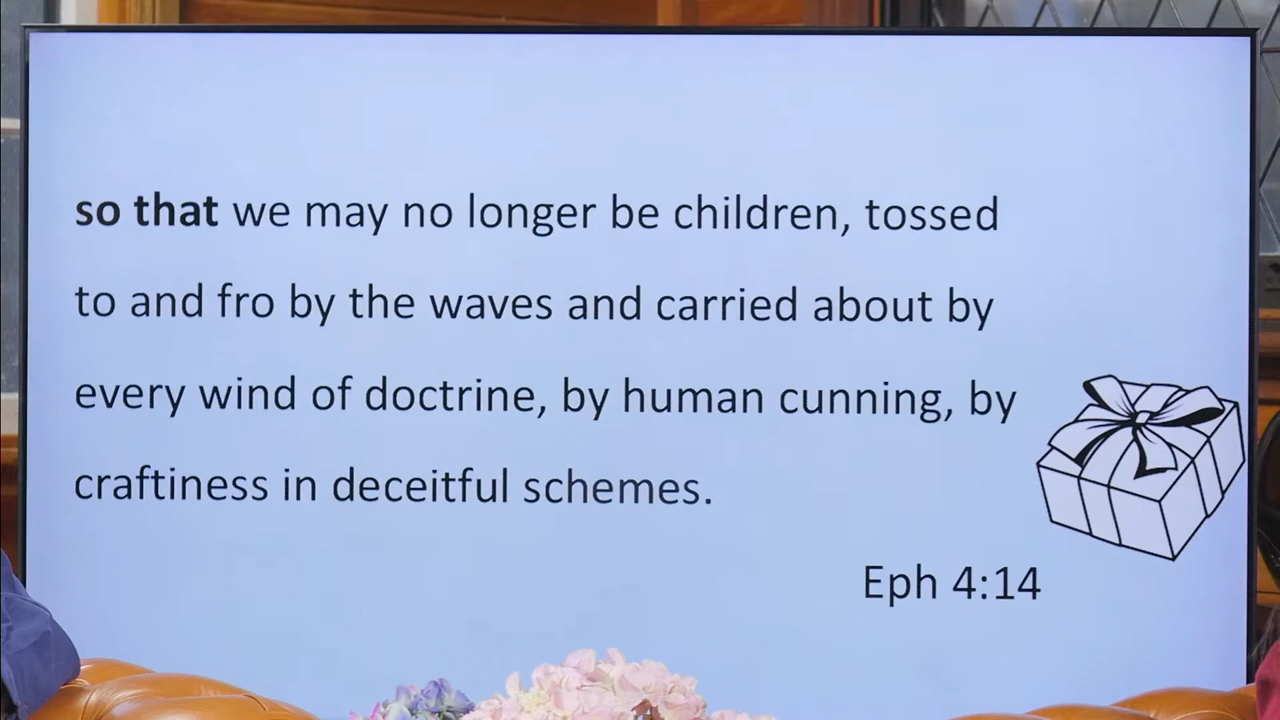 so that we may no longer be children, tossed
to and fro by the waves and carried about by
every wind of doctrine, by human cunning, by
craftiness in deceitful schemes.
Eph 4:14